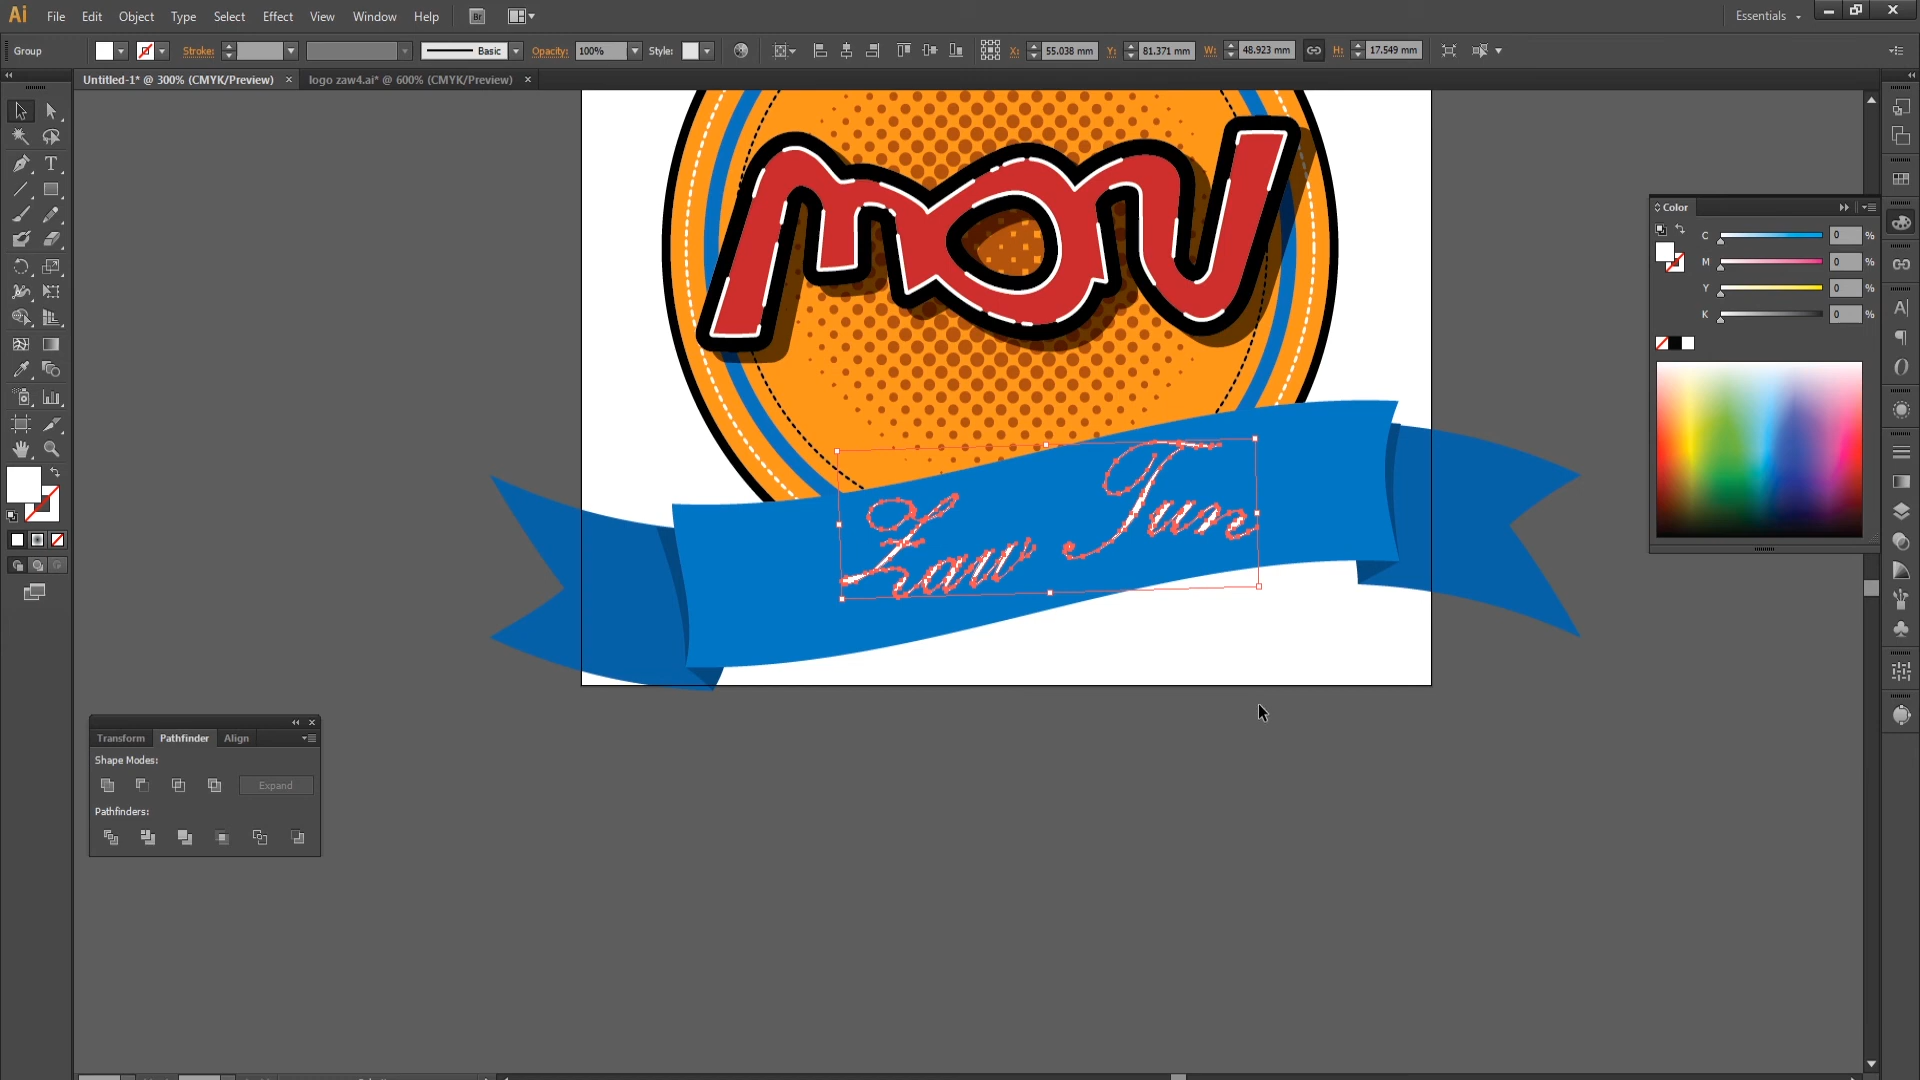 Ai File Edit Object Type Select Effect View Window Help Br Essentials
Group Stroke: Basic Opacity: 100% Style: X: 55.038 mm Y: 81.371 mm W: 48.923 mm H: 17.549 mm
Untitled-1* @ 300% (CMYK/Preview) × logo zaw4.ai* @ 600% (CMYK/Preview) ×
Color
C 0 %
M 0 %
Y 0 %
K 0 %
Zaw Tun
Transform Pathfinder Align
Shape Modes:
Expand
Pathfinders: